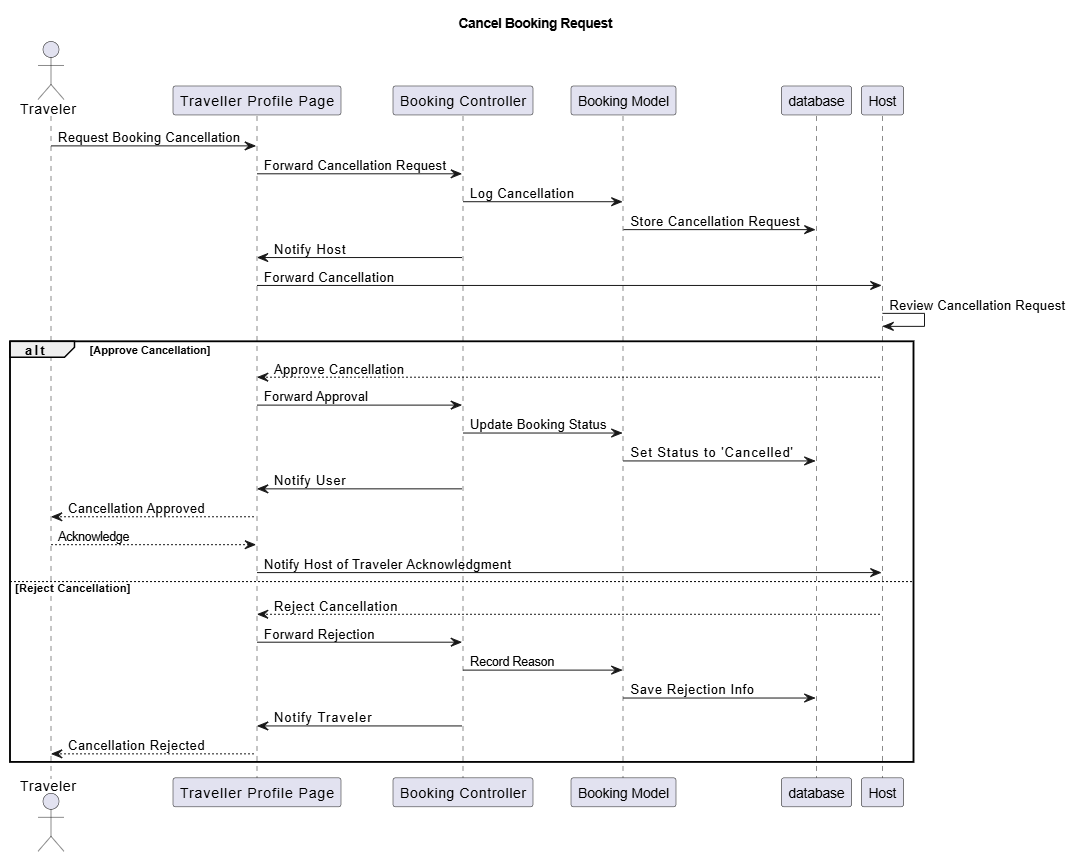 Cancel Booking Request
Traveler
Traveller Profile Page
Booking Controller
Booking Model
database
Host
Request Booking Cancellation
Forward Cancellation Request
Log Cancellation
Store Cancellation Request
Notify Host
Forward Cancellation
Review Cancellation Request
alt
[Approve Cancellation]
Approve Cancellation
Forward Approval
Update Booking Status
Set Status to 'Cancelled'
Notify User
Cancellation Approved
Acknowledge
Notify Host of Traveler Acknowledgment
[Reject Cancellation]
Reject Cancellation
Forward Rejection
Record Reason
Save Rejection Info
Notify Traveler
Cancellation Rejected
Traveler
Traveller Profile Page
Booking Controller
Booking Model
database
Host